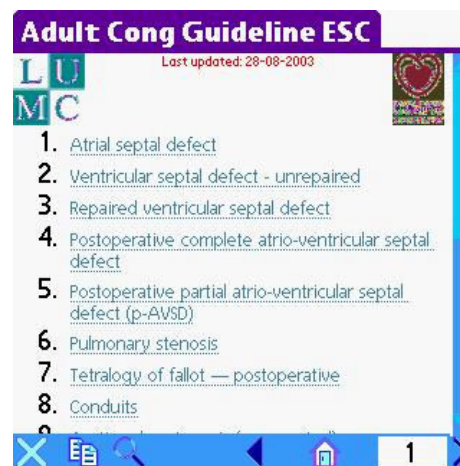 Adult Cong Guideline ESC
L U
M C
Last updated: 28-08-2003
1. Atrial septal defect
2. Ventricular septal defect - unrepaired
3. Repaired ventricular septal defect
4. Postoperative complete atrio-ventricular septal
defect
5. Postoperative partial atrio-ventricular septal
defect (p-AVSD)
6. Pulmonary stenosis
7. Tetralogy of fallot — postoperative
8. Conduits
1